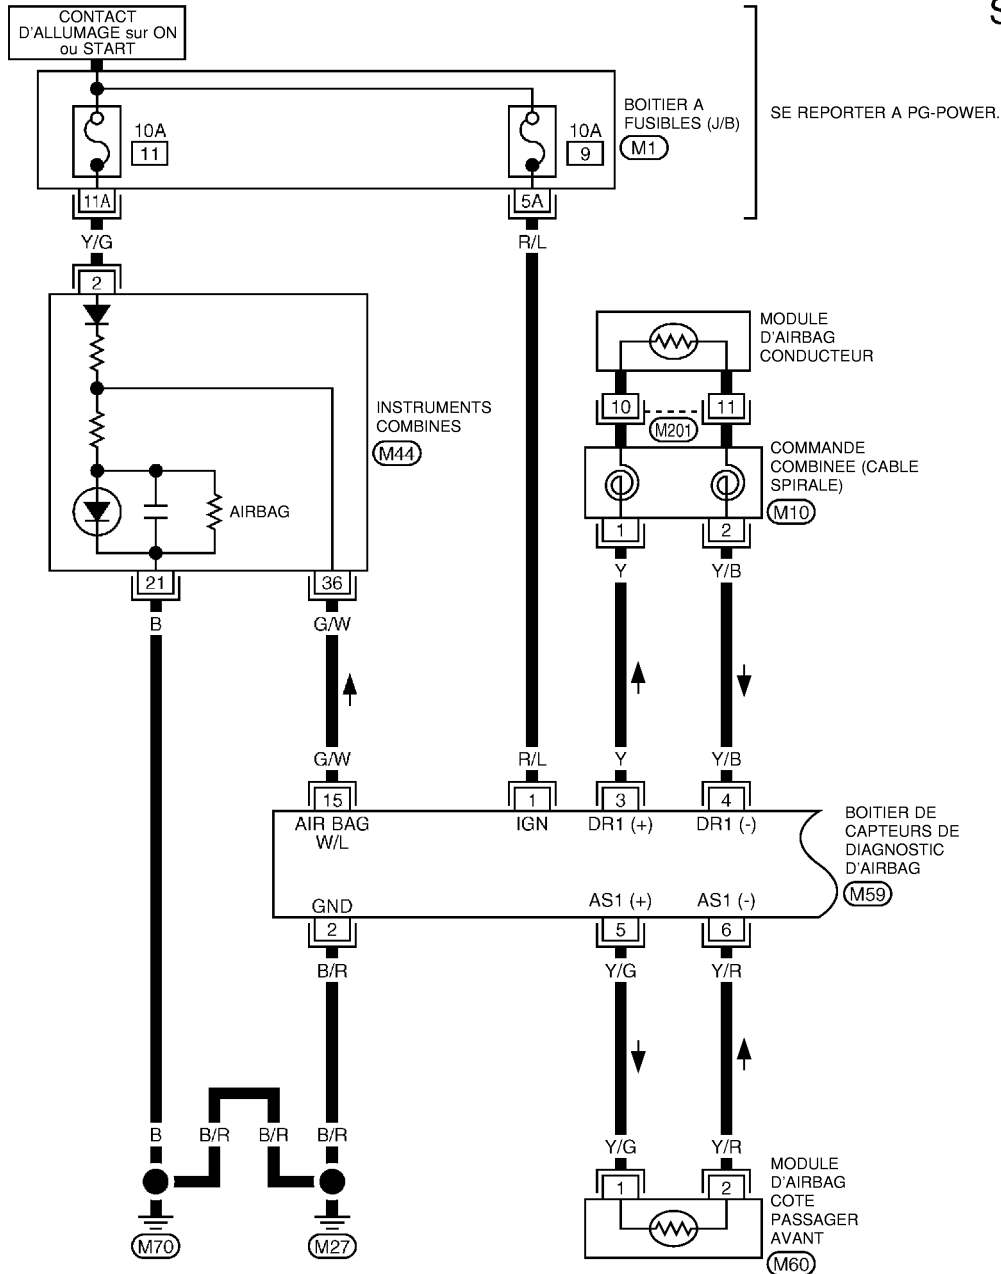 S
CONTACT
D'ALLUMAGE sur ON
ou START
BOITIER A
FUSIBLES (J/B)
M1
SE REPORTER A PG-POWER.
10A
11
10A
9
11A
5A
Y/G
R/L
2
MODULE
D'AIRBAG
CONDUCTEUR
INSTRUMENTS
COMBINES
M44
10
11
M201
COMMANDE
COMBINEE (CABLE
SPIRALE)
M10
AIRBAG
1
2
21
36
Y
Y/B
B
G/W
G/W
R/L
Y
Y/B
15
1
3
4
AIR BAG
W/L
IGN
DR1 (+)
DR1 (-)
BOITIER DE
CAPTEURS DE
DIAGNOSTIC
D'AIRBAG
M59
GND
AS1 (+)
AS1 (-)
2
5
6
B/R
Y/G
Y/R
B
B/R
B/R
B/R
Y/G
Y/R
1
2
MODULE
D'AIRBAG
COTE
PASSAGER
AVANT
M60
M70
M27